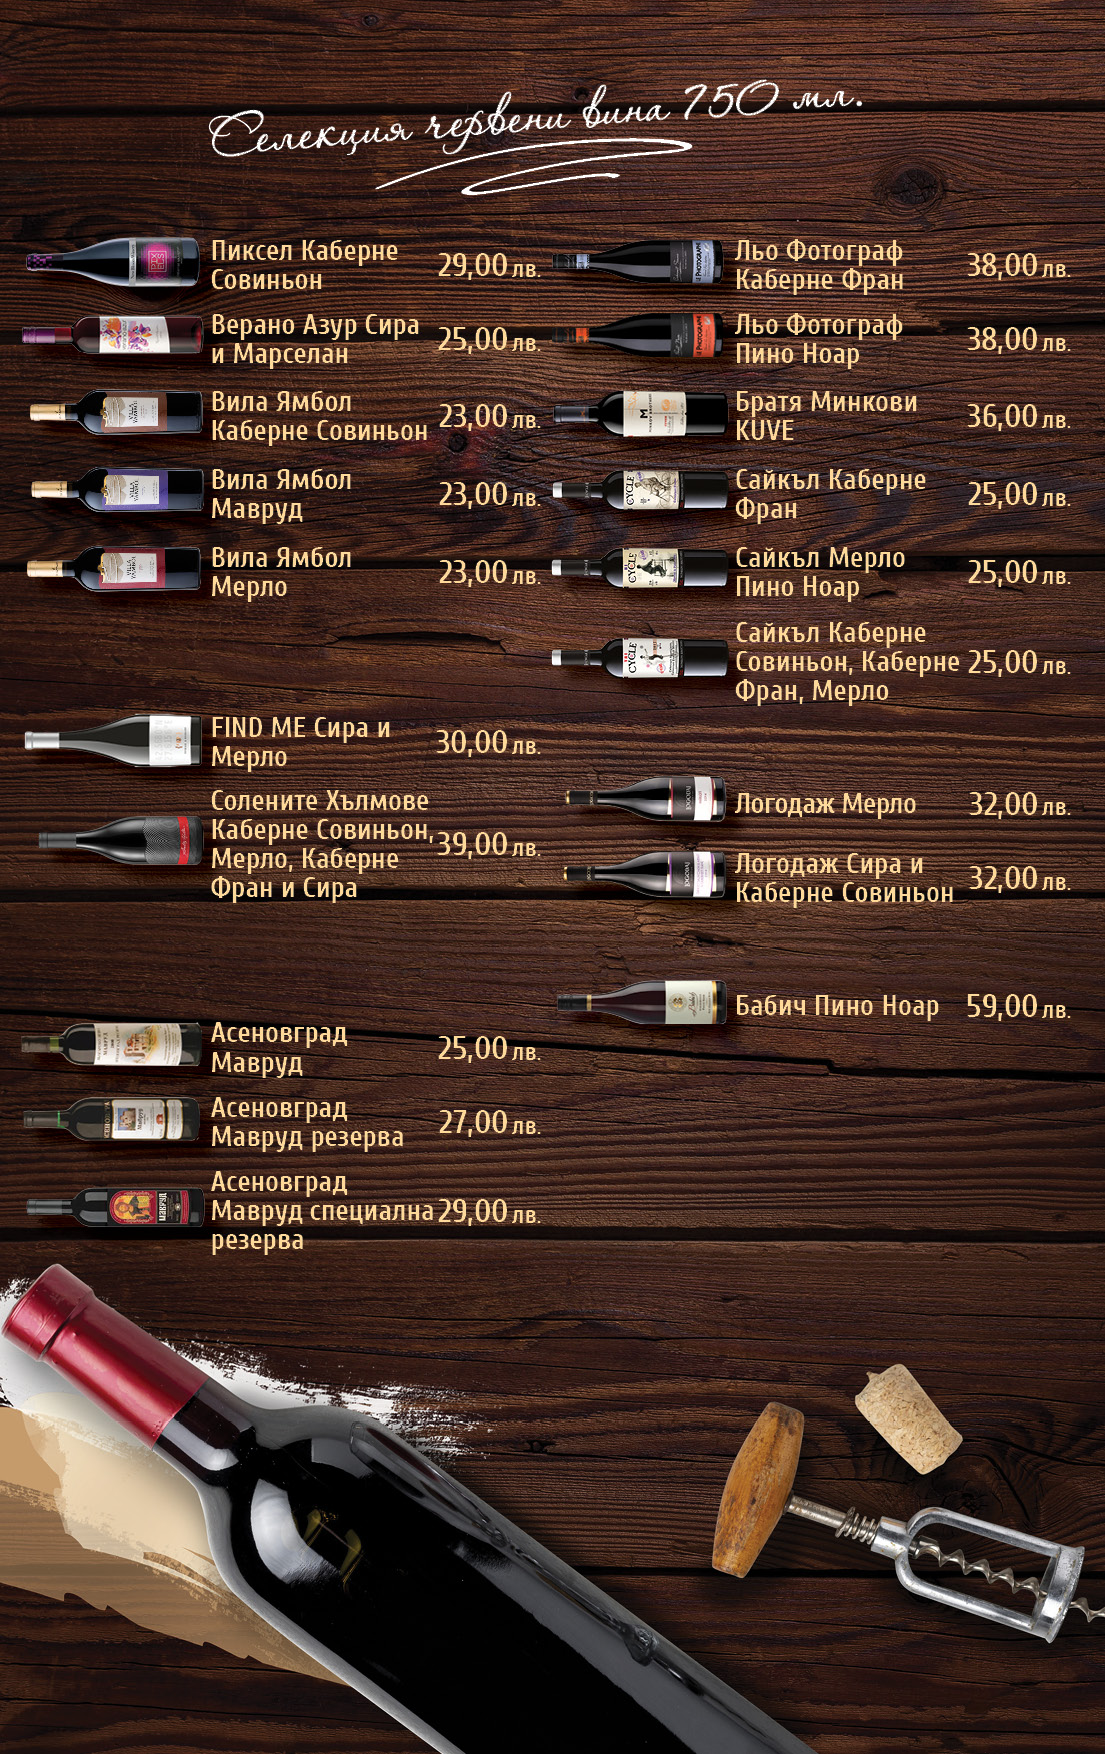 Селекция червени вина 750 мл.
Пиксел Каберне
Совиньон
29,00 лв.
Верано Азур Сира
и Марселан
25,00 лв.
Вила Ямбол
Каберне Совиньон
23,00 лв.
Вила Ямбол
Мавруд
23,00 лв.
Вила Ямбол
Мерло
23,00 лв.
FIND ME Сира и
Мерло
30,00 лв.
Солените Хълмове
Каберне Совиньон,
Мерло, Каберне
Фран и Сира
39,00 лв.
Асеновград
Мавруд
25,00 лв.
Асеновград
Мавруд резерва
27,00 лв.
Асеновград
Мавруд специална
резерва
29,00 лв.
Льо Фотограф
Каберне Фран
38,00 лв.
Льо Фотограф
Пино Ноар
38,00 лв.
Братя Минкови
KUVE
36,00 лв.
Сайкъл Каберне
Фран
25,00 лв.
Сайкъл Мерло
Пино Ноар
25,00 лв.
Сайкъл Каберне
Совиньон, Каберне
Фран, Мерло
25,00 лв.
Логодаж Мерло
32,00 лв.
Логодаж Сира и
Каберне Совиньон
32,00 лв.
Бабич Пино Ноар
59,00 лв.
CYCLE
CYCLE
CYCLE